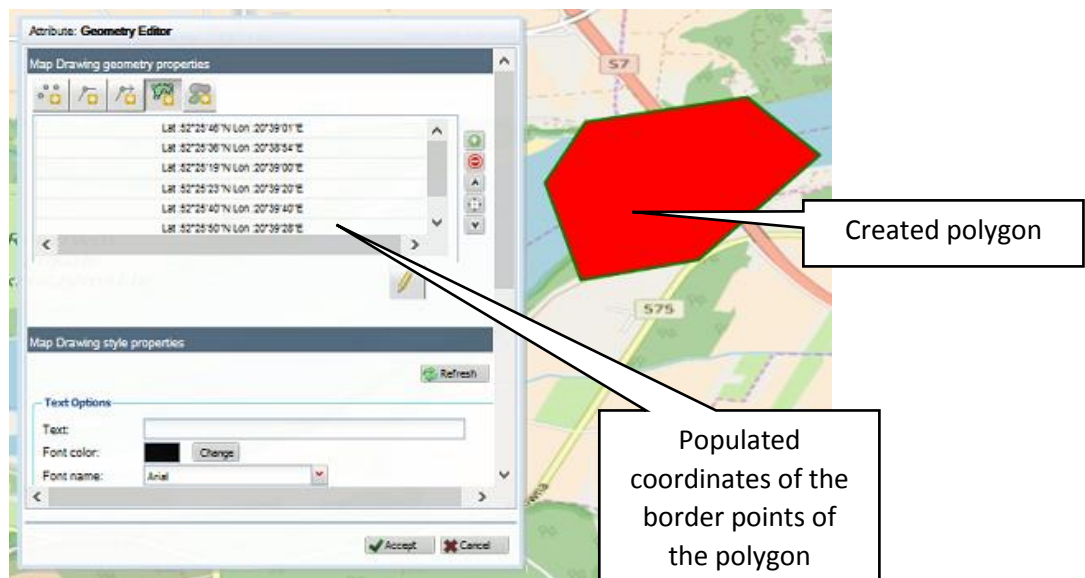 Attribute: Geometry Editor
Map Drawing geometry properties
Lat :52°25'46"N Lon :20°39'01"E
Lat :52°25'36"N Lon :20°38'54"E
Lat :52°25'19"N Lon :20°39'00"E
Lat :52°25'23"N Lon :20°39'20"E
Lat :52°25'40"N Lon :20°39'40"E
Lat :52°25'50"N Lon :20°39'28"E
Map Drawing style properties
Refresh
Text Options
Text:
Font color:
Change
Font name:
Arial
Accept
Cancel
S7
S75
Created polygon
Populated
coordinates of the
border points of
the polygon